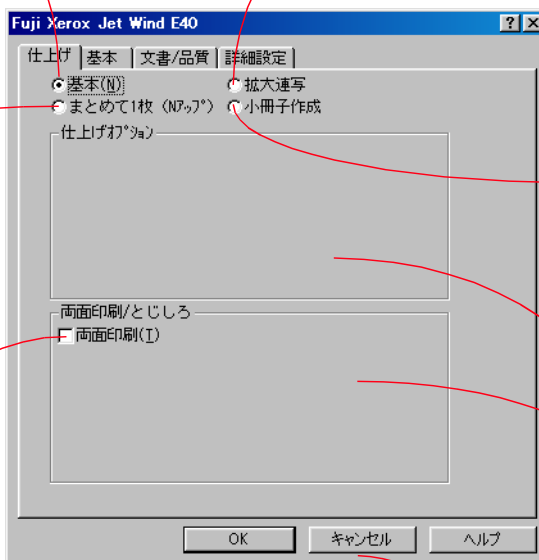 Fuji Xerox Jet Wind E40
仕上げ 基本 文書/品質 詳細設定
基本(N) 拡大連写
まとめて1枚 (Nアップ) 小冊子作成
仕上げオプション
両面印刷/とじしろ
両面印刷(T)
OK キャンセル ヘルプ